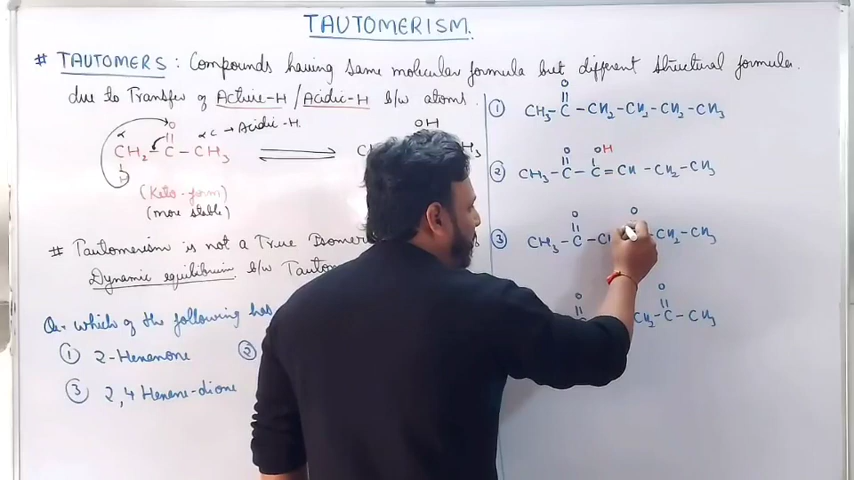 TAUTOMERISM.
# TAUTOMERS : Compounds having same molecular formula but different structural formulae
due to Transfer of Active-H / Acidic-H b/w atoms.
α O αC → Acidic-H.
CH2 – C – CH3
H
OH
(Keto-form)
(more stable)
# Tautomerism is not a True
Dynamic equilibrium b/w
Qu. which of the following has
① 2-Hexanone ②
③ 2,4 Hexene-dione
① CH3 – C – CH2 – CH2 – CH2 – CH3
O
② CH3 – C – C = CH – CH2 – CH3
O OH
③ CH3 – C –
O O
CH2 – CH3
O O
CH2 – C – CH3